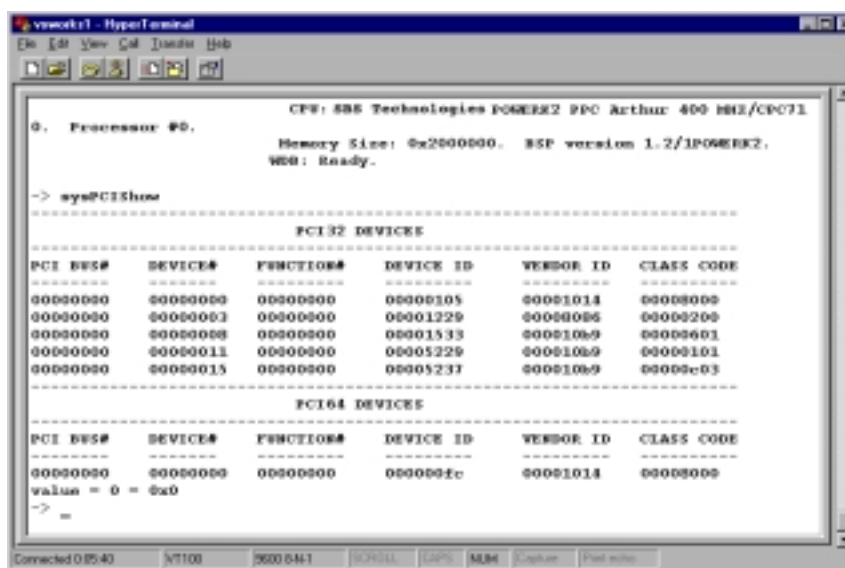 vxworks1 - HyperTerminal
File Edit View Call Transfer Help
CPU: SBS Technologies POWERK2 PPC Arthur 400 MHZ/CPC71
0. Processor #0.
Memory Size: 0x2000000. BSP version 1.2/1POWERK2.
WDB: Ready.
-> sysPCIShow
PCI32 DEVICES
PCI BUS# DEVICE# FUNCTION# DEVICE ID VENDOR ID CLASS CODE
00000000 00000000 00000000 00000105 00001014 00008000
00000000 00000003 00000000 00001229 00008086 00000200
00000000 00000008 00000000 00001533 000010b9 00000601
00000000 00000011 00000000 00005229 000010b9 00000101
00000000 00000015 00000000 00005237 000010b9 00000c03
PCI64 DEVICES
PCI BUS# DEVICE# FUNCTION# DEVICE ID VENDOR ID CLASS CODE
00000000 00000000 00000000 000000fc 00001014 00008000
value = 0 = 0x0
-> _
Connected 0:05:40 VT100 9600 8-N-1 SCROLL CAPS NUM Capture Print echo